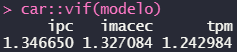 > car::vif(modelo)
     ipc  imacec      tpm
1.346650 1.327084 1.242984